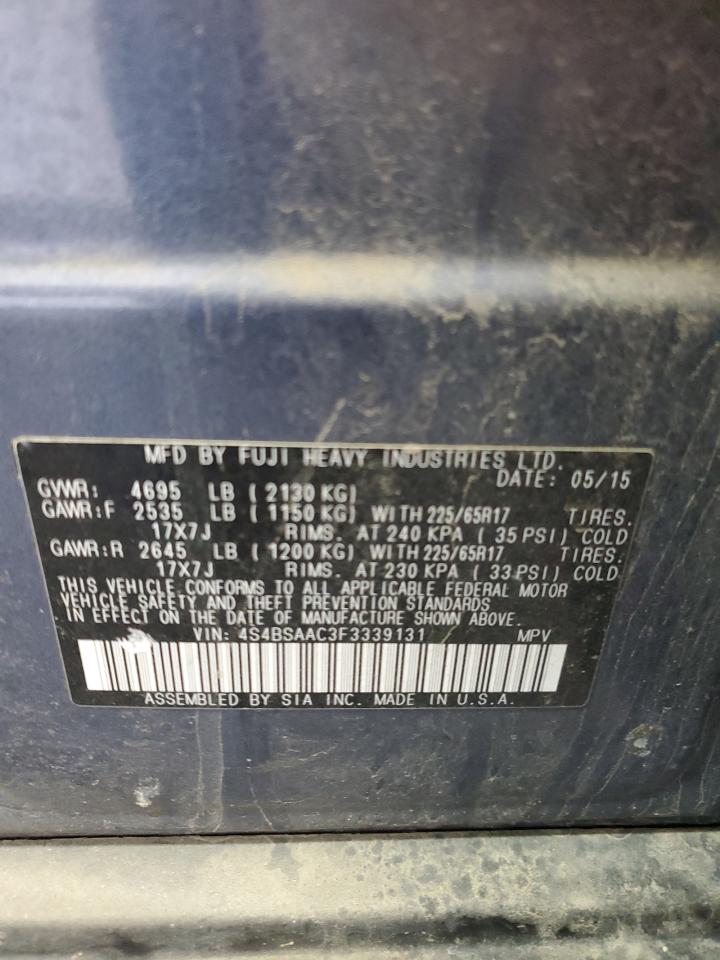 MFD BY FUJI HEAVY INDUSTRIES LTD.
DATE: 05/15
GVWR: 4695 LB ( 2130 KG)
GAWR:F 2535 LB ( 1150 KG) WITH 225/65R17 TIRES.
17X7J RIMS. AT 240 KPA ( 35 PSI) COLD
GAWR:R 2645 LB ( 1200 KG) WITH 225/65R17 TIRES.
17X7J RIMS. AT 230 KPA ( 33 PSI) COLD
THIS VEHICLE CONFORMS TO ALL APPLICABLE FEDERAL MOTOR
VEHICLE SAFETY AND THEFT PREVENTION STANDARDS
IN EFFECT ON THE DATE OF MANUFACTURE SHOWN ABOVE.
VIN: 4S4BSAAC3F3339131 MPV
ASSEMBLED BY SIA INC. MADE IN U.S.A.